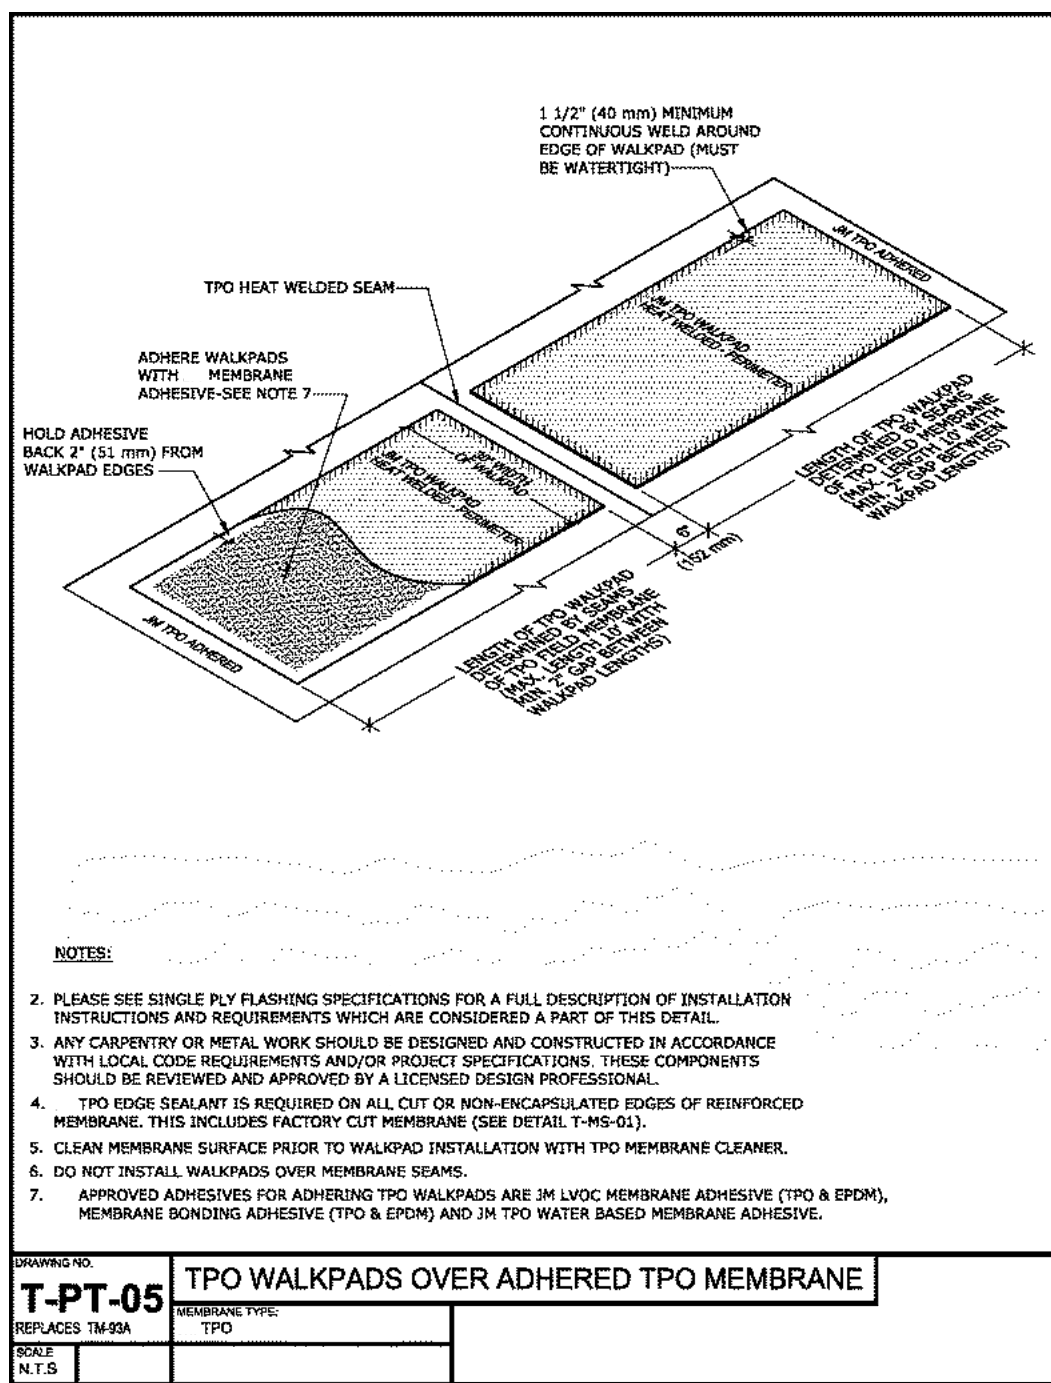 1 1/2" (40 mm) MINIMUM
CONTINUOUS WELD AROUND
EDGE OF WALKPAD (MUST
BE WATERTIGHT)
JM TPO ADHERED
TPO HEAT WELDED SEAM
JM TPO WALKPAD
HEAT WELDED - PERIMETER
ADHERE WALKPADS
WITH MEMBRANE
ADHESIVE-SEE NOTE 7
HOLD ADHESIVE
BACK 2" (51 mm) FROM
WALKPAD EDGES
30" WIDTH
OF WALKPAD
JM TPO WALKPAD
HEAT WELDED - PERIMETER
LENGTH OF TPO WALKPAD
DETERMINED BY SEAMS
OF TPO FIELD MEMBRANE
(MAX. LENGTH 10' WITH
MIN. 2" GAP BETWEEN
WALKPAD LENGTHS)
6"
(152 mm)
JM TPO ADHERED
LENGTH OF TPO WALKPAD
DETERMINED BY SEAMS
OF TPO FIELD MEMBRANE
(MAX. LENGTH 10' WITH
MIN. 2" GAP BETWEEN
WALKPAD LENGTHS)
NOTES:
2. PLEASE SEE SINGLE PLY FLASHING SPECIFICATIONS FOR A FULL DESCRIPTION OF INSTALLATION
INSTRUCTIONS AND REQUIREMENTS WHICH ARE CONSIDERED A PART OF THIS DETAIL.
3. ANY CARPENTRY OR METAL WORK SHOULD BE DESIGNED AND CONSTRUCTED IN ACCORDANCE
WITH LOCAL CODE REQUIREMENTS AND/OR PROJECT SPECIFICATIONS. THESE COMPONENTS
SHOULD BE REVIEWED AND APPROVED BY A LICENSED DESIGN PROFESSIONAL.
4. TPO EDGE SEALANT IS REQUIRED ON ALL CUT OR NON-ENCAPSULATED EDGES OF REINFORCED
MEMBRANE. THIS INCLUDES FACTORY CUT MEMBRANE (SEE DETAIL T-MS-01).
5. CLEAN MEMBRANE SURFACE PRIOR TO WALKPAD INSTALLATION WITH TPO MEMBRANE CLEANER.
6. DO NOT INSTALL WALKPADS OVER MEMBRANE SEAMS.
7. APPROVED ADHESIVES FOR ADHERING TPO WALKPADS ARE JM LVOC MEMBRANE ADHESIVE (TPO & EPDM),
MEMBRANE BONDING ADHESIVE (TPO & EPDM) AND JM TPO WATER BASED MEMBRANE ADHESIVE.
DRAWING NO.
T-PT-05
REPLACES TM-93A
TPO WALKPADS OVER ADHERED TPO MEMBRANE
MEMBRANE TYPE:
TPO
SCALE
N.T.S